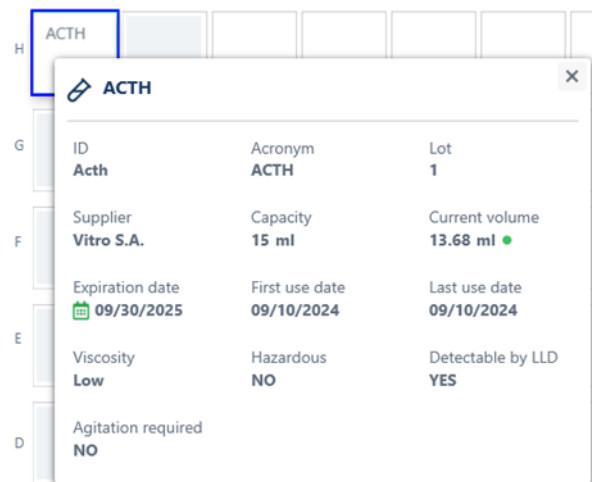 ACTH
H
ACTH
G
ID Acronym Lot
Acth ACTH 1
F
Supplier Capacity Current volume
Vitro S.A. 15 ml 13.68 ml
Expiration date First use date Last use date
09/30/2025 09/10/2024 09/10/2024
E
Viscosity Hazardous Detectable by LLD
Low NO YES
D
Agitation required
NO